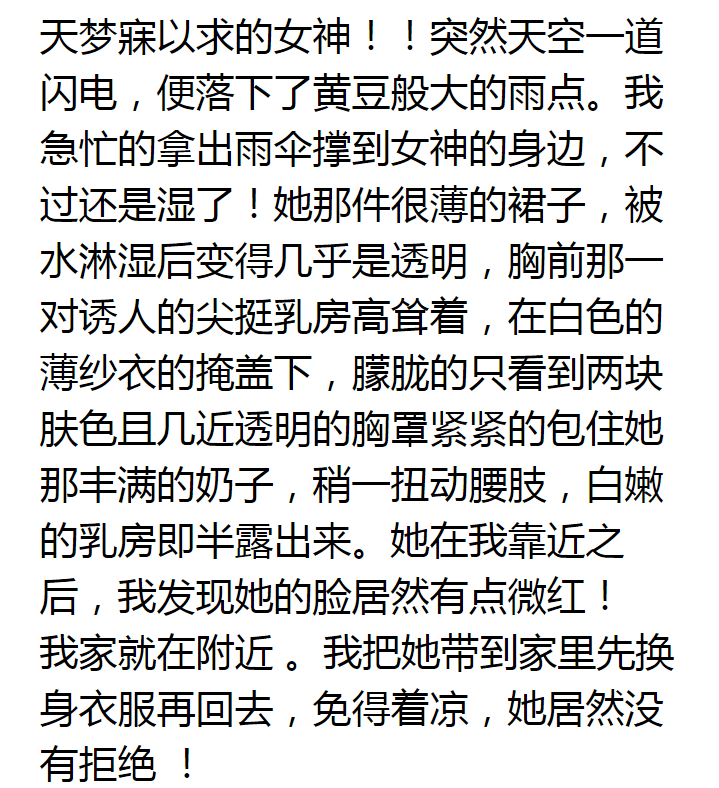 天梦寐以求的女神！！突然天空一道
闪电，便落下了黄豆般大的雨点。我
急忙的拿出雨伞撑到女神的身边，不
过还是湿了！她那件很薄的裙子，被
水淋湿后变得几乎是透明，胸前那一
对诱人的尖挺乳房高耸着，在白色的
薄纱衣的掩盖下，朦胧的只看到两块
肤色且几近透明的胸罩紧紧的包住她
那丰满的奶子，稍一扭动腰肢，白嫩
的乳房即半露出来。她在我靠近之
后，我发现她的脸居然有点微红！
我家就在附近 。我把她带到家里先换
身衣服再回去，免得着凉，她居然没
有拒绝 ！